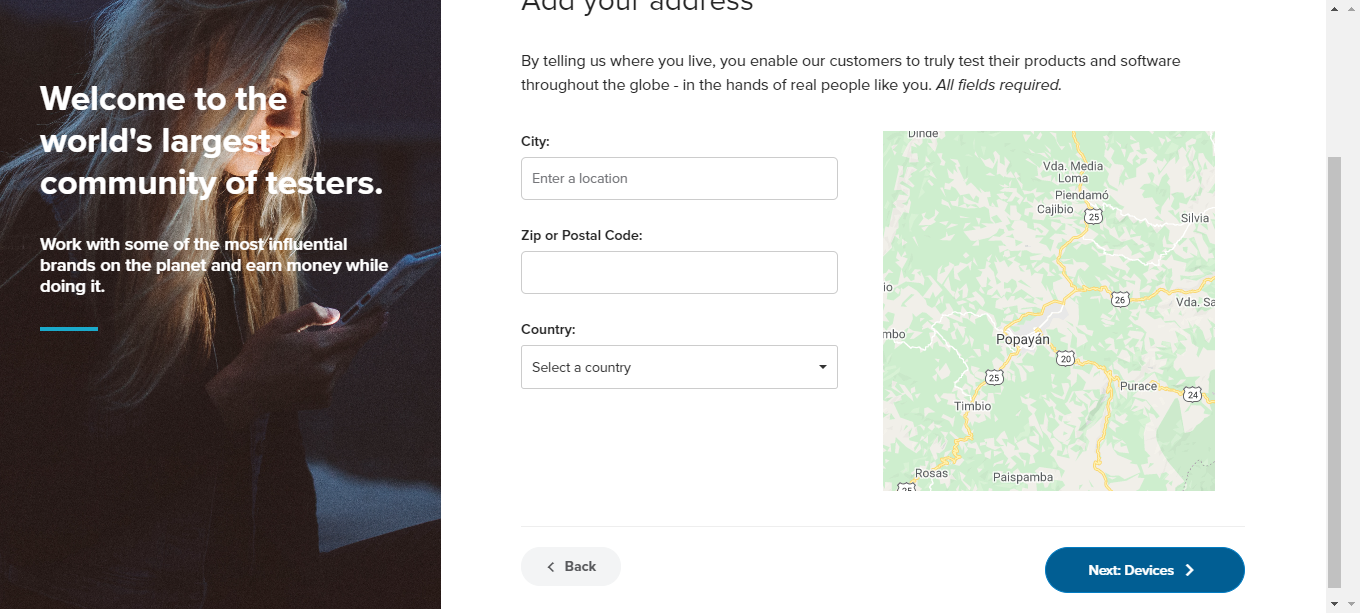 Add your address
Welcome to the
world's largest
community of testers.
Work with some of the most influential
brands on the planet and earn money while
doing it.
By telling us where you live, you enable our customers to truly test their products and software
throughout the globe - in the hands of real people like you. All fields required.
City:
Enter a location
Zip or Postal Code:
Country:
Select a country
Dinde
Vda. Media
Loma
Piendamó
Cajibio
25
Silvia
io
26
Vda. Sa
mbo
Popayán
20
25
Purace
24
Timbio
Rosas
Paispamba
25
Back
Next: Devices